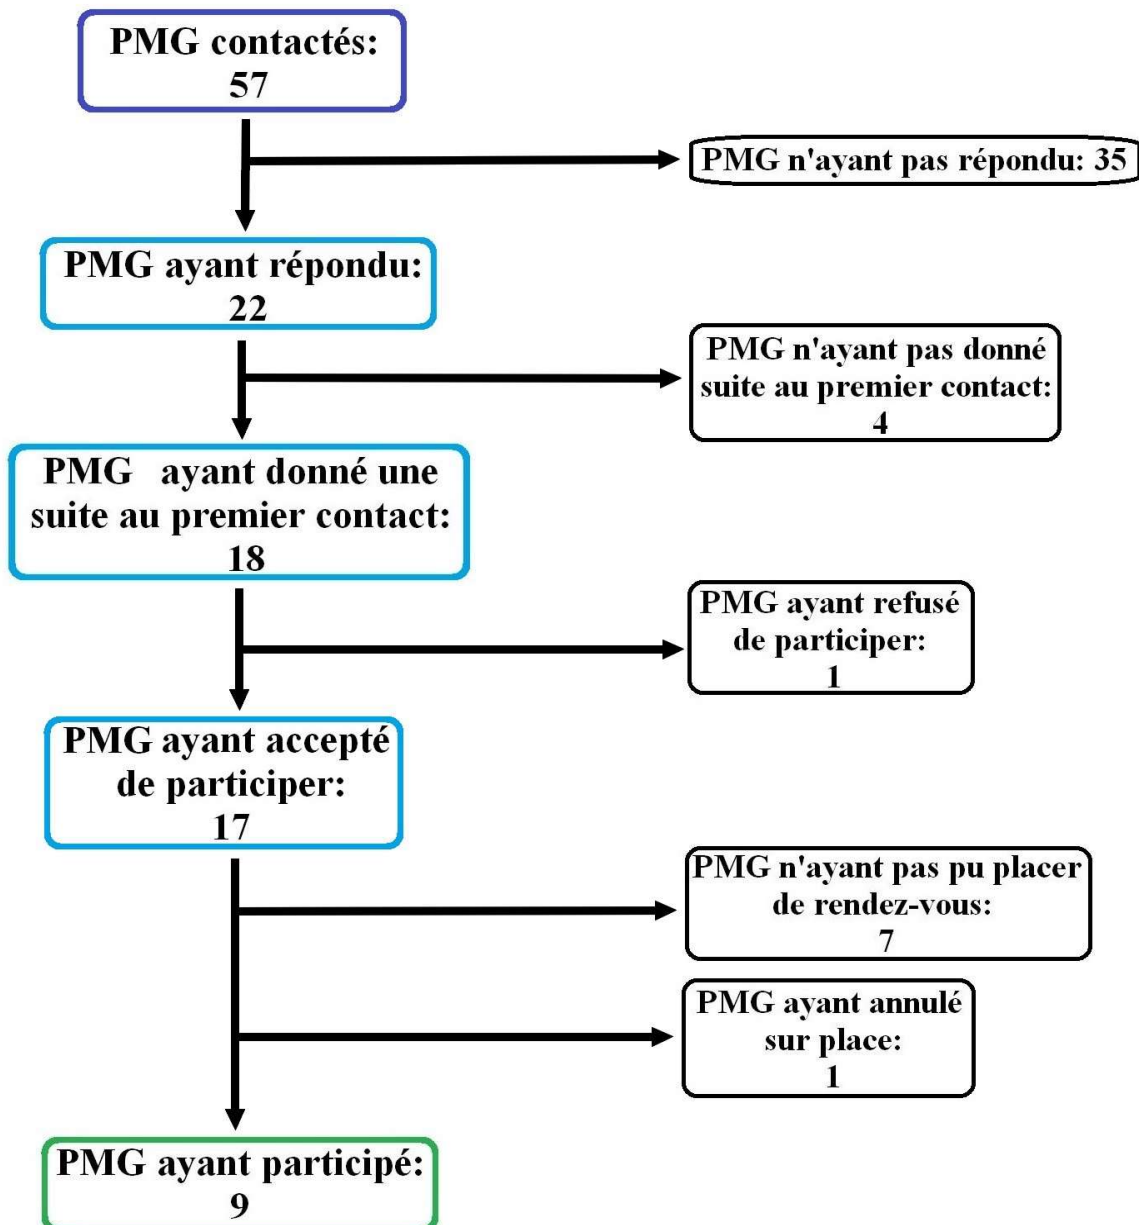 PMG contactés:
57
PMG n'ayant pas répondu: 35
PMG ayant répondu:
22
PMG n'ayant pas donné
suite au premier contact:
4
PMG ayant donné une
suite au premier contact:
18
PMG ayant refusé
de participer:
1
PMG ayant accepté
de participer:
17
PMG n'ayant pas pu placer
de rendez-vous:
7
PMG ayant annulé
sur place:
1
PMG ayant participé:
9